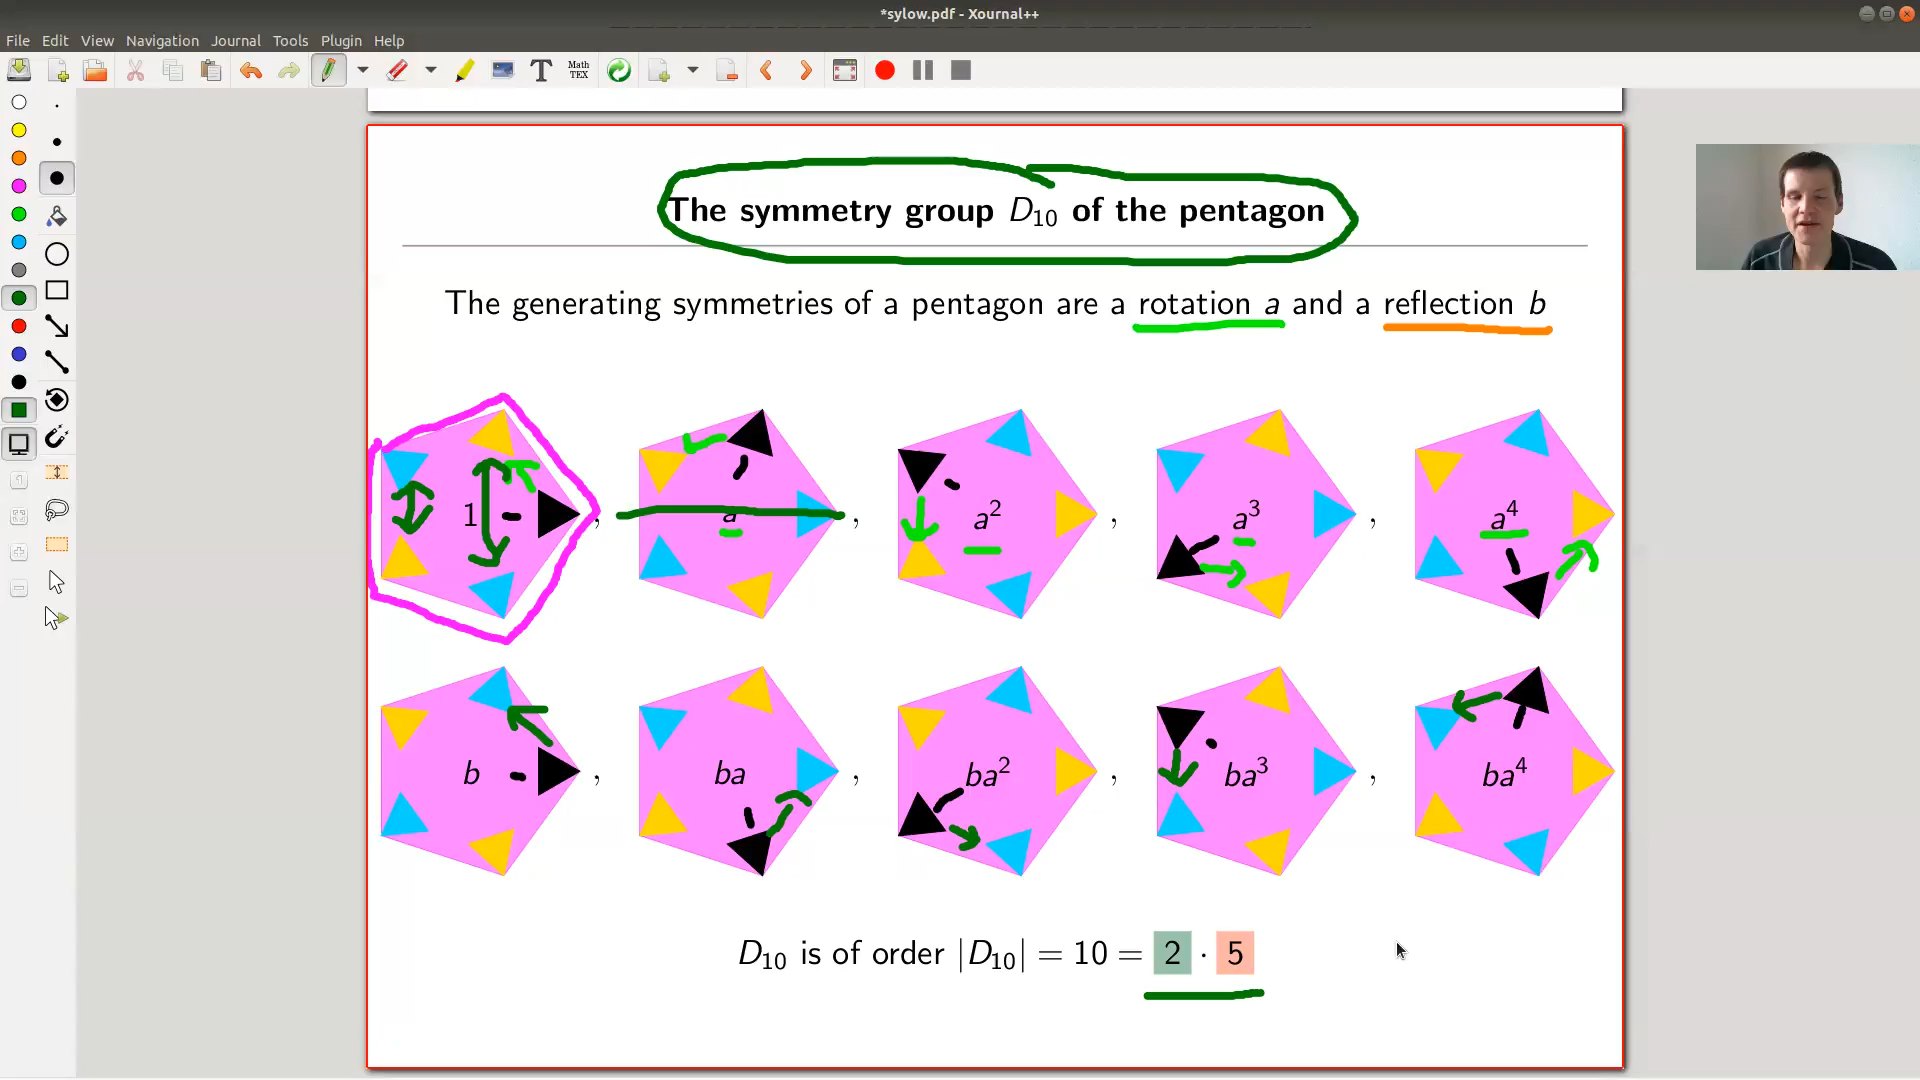 *sylow.pdf - Xournal++
File Edit View Navigation Journal Tools Plugin Help
T Math TEX
The symmetry group D₁₀ of the pentagon
The generating symmetries of a pentagon are a rotation a and a reflection b
1 , a , a² , a³ , a⁴
b , ba , ba² , ba³ , ba⁴
D₁₀ is of order |D₁₀| = 10 = 2 · 5